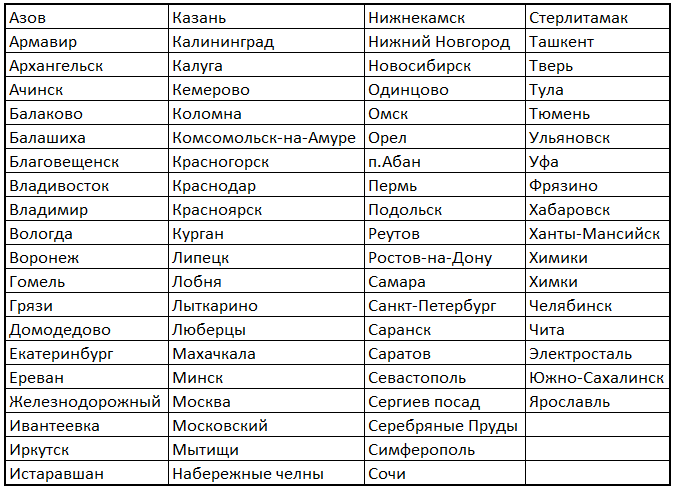 Азов Казань Нижнекамск Стерлитамак
Армавир Калининград Нижний Новгород Ташкент
Архангельск Калуга Новосибирск Тверь
Ачинск Кемерово Одинцово Тула
Балаково Коломна Омск Тюмень
Балашиха Комсомольск-на-Амуре Орел Ульяновск
Благовещенск Красногорск п.Абан Уфа
Владивосток Краснодар Пермь Фрязино
Владимир Красноярск Подольск Хабаровск
Вологда Курган Реутов Ханты-Мансийск
Воронеж Липецк Ростов-на-Дону Химики
Гомель Лобня Самара Химки
Грязи Лыткарино Санкт-Петербург Челябинск
Домодедово Люберцы Саранск Чита
Екатеринбург Махачкала Саратов Электросталь
Ереван Минск Севастополь Южно-Сахалинск
Железнодорожный Москва Сергиев посад Ярославль
Ивантеевка Московский Серебряные Пруды
Иркутск Мытищи Симферополь
Истаравшан Набережные челны Сочи